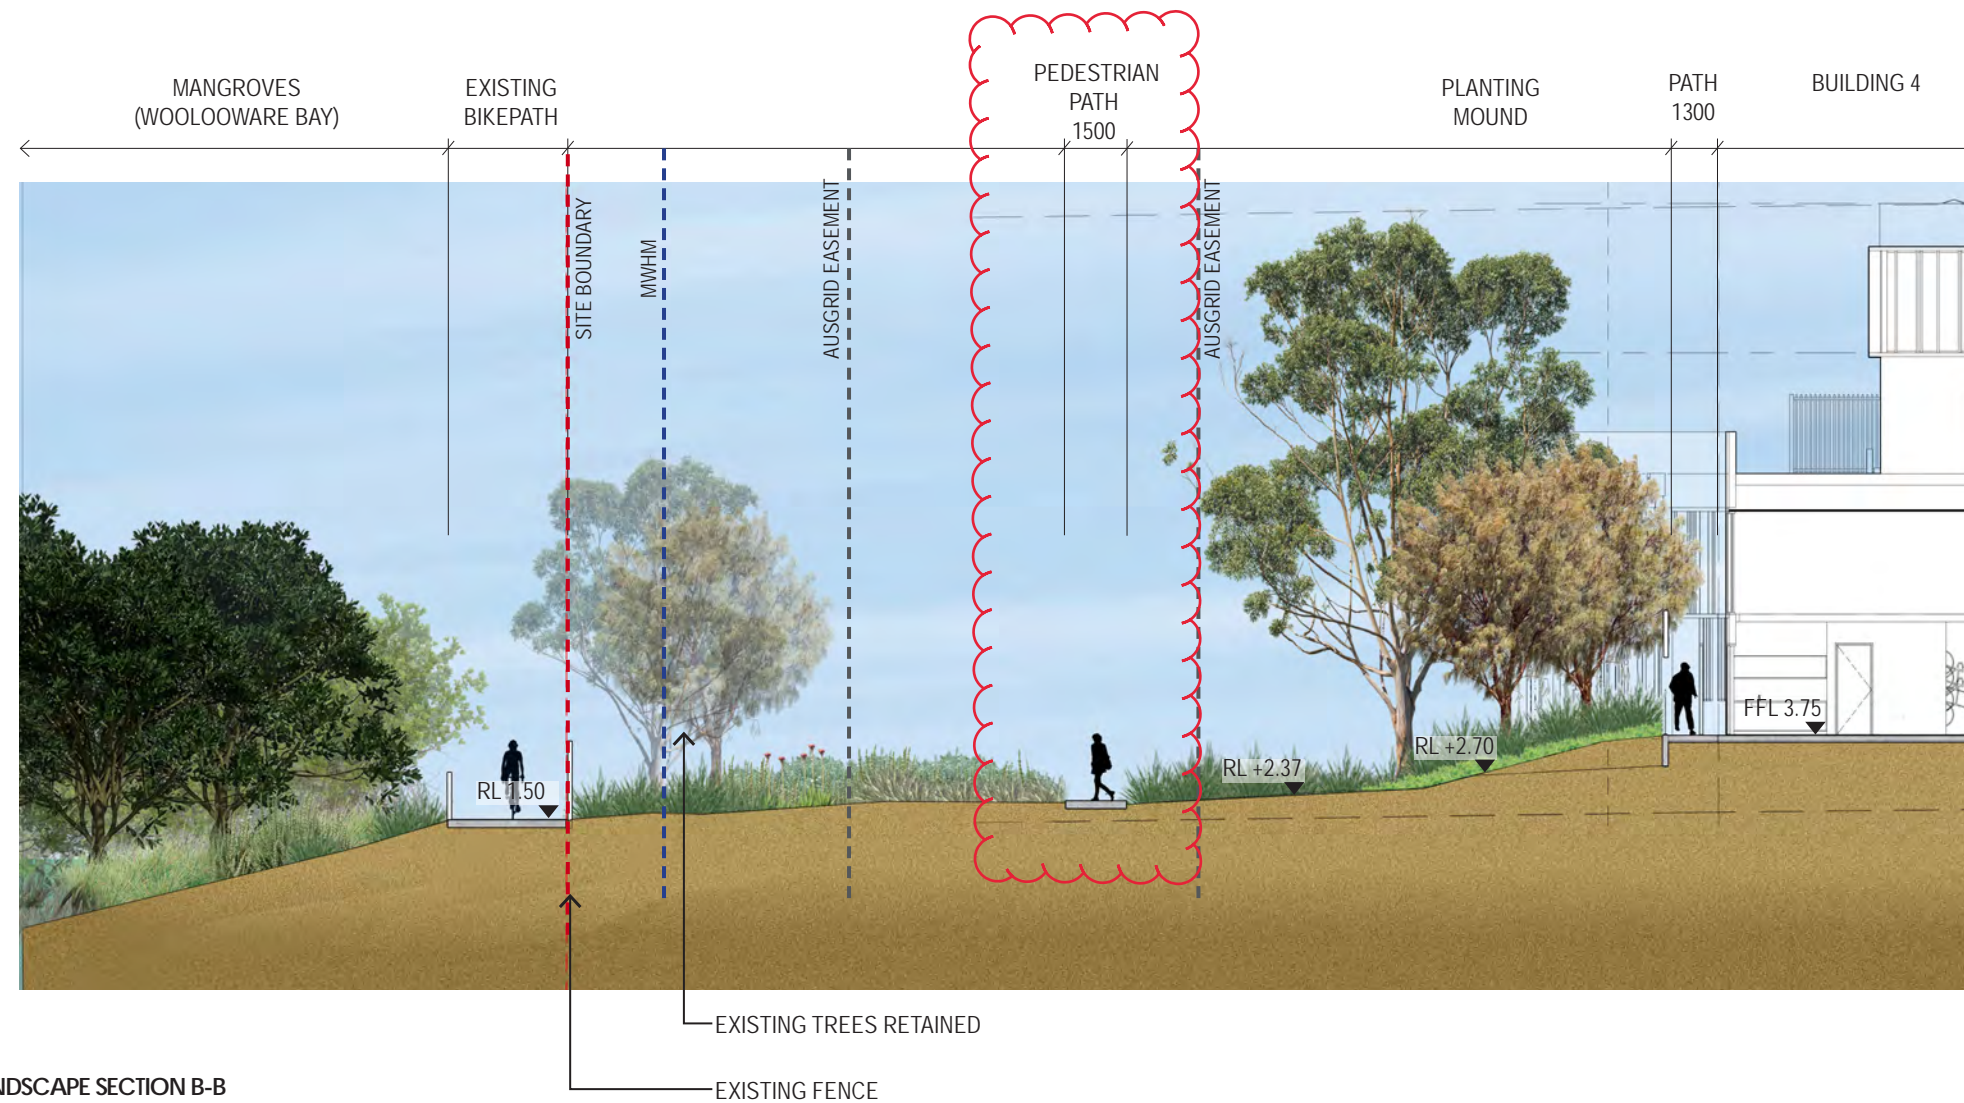 MANGROVES
(WOOLOOWARE BAY)
EXISTING
BIKEPATH
PEDESTRIAN
PATH
1500
PLANTING
MOUND
PATH
1300
BUILDING 4
SITE BOUNDARY
MWHM
AUSGRID EASEMENT
AUSGRID EASEMENT
RL 1.50
RL +2.37
RL +2.70
FFL 3.75
EXISTING TREES RETAINED
EXISTING FENCE
NDSCAPE SECTION B-B